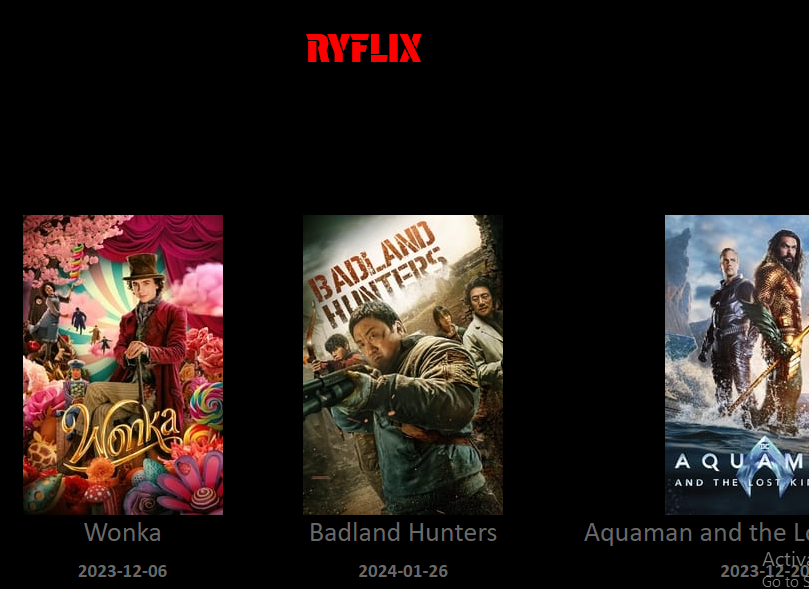 RYFLIX
BADLAND
HUNTERS
Wonka
AQUAM
AND THE LOST KI
Wonka
Badland Hunters
Aquaman and the L
2023-12-06
2024-01-26
2023-12-20
Activa
Go to S